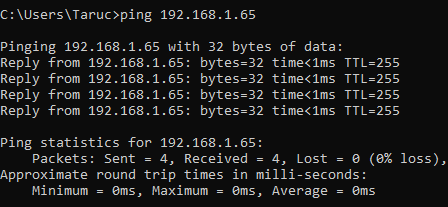 C:\Users\Taruc>ping 192.168.1.65
Pinging 192.168.1.65 with 32 bytes of data:
Reply from 192.168.1.65: bytes=32 time<1ms TTL=255
Reply from 192.168.1.65: bytes=32 time<1ms TTL=255
Reply from 192.168.1.65: bytes=32 time<1ms TTL=255
Reply from 192.168.1.65: bytes=32 time<1ms TTL=255
Ping statistics for 192.168.1.65:
    Packets: Sent = 4, Received = 4, Lost = 0 (0% loss),
Approximate round trip times in milli-seconds:
    Minimum = 0ms, Maximum = 0ms, Average = 0ms